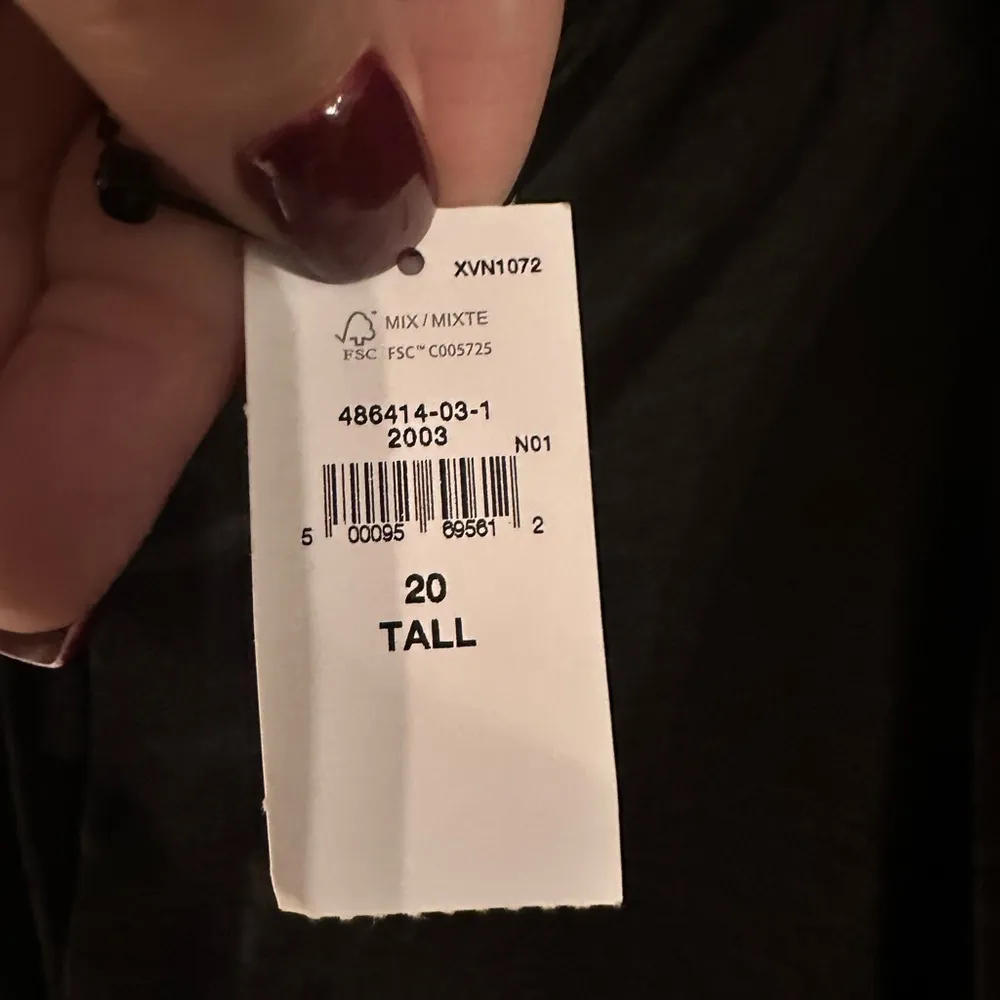 XVN1072
MIX / MIXTE
FSC FSC™ C005725
486414-03-1
2003
N01
5 00095 69561 2
20
TALL